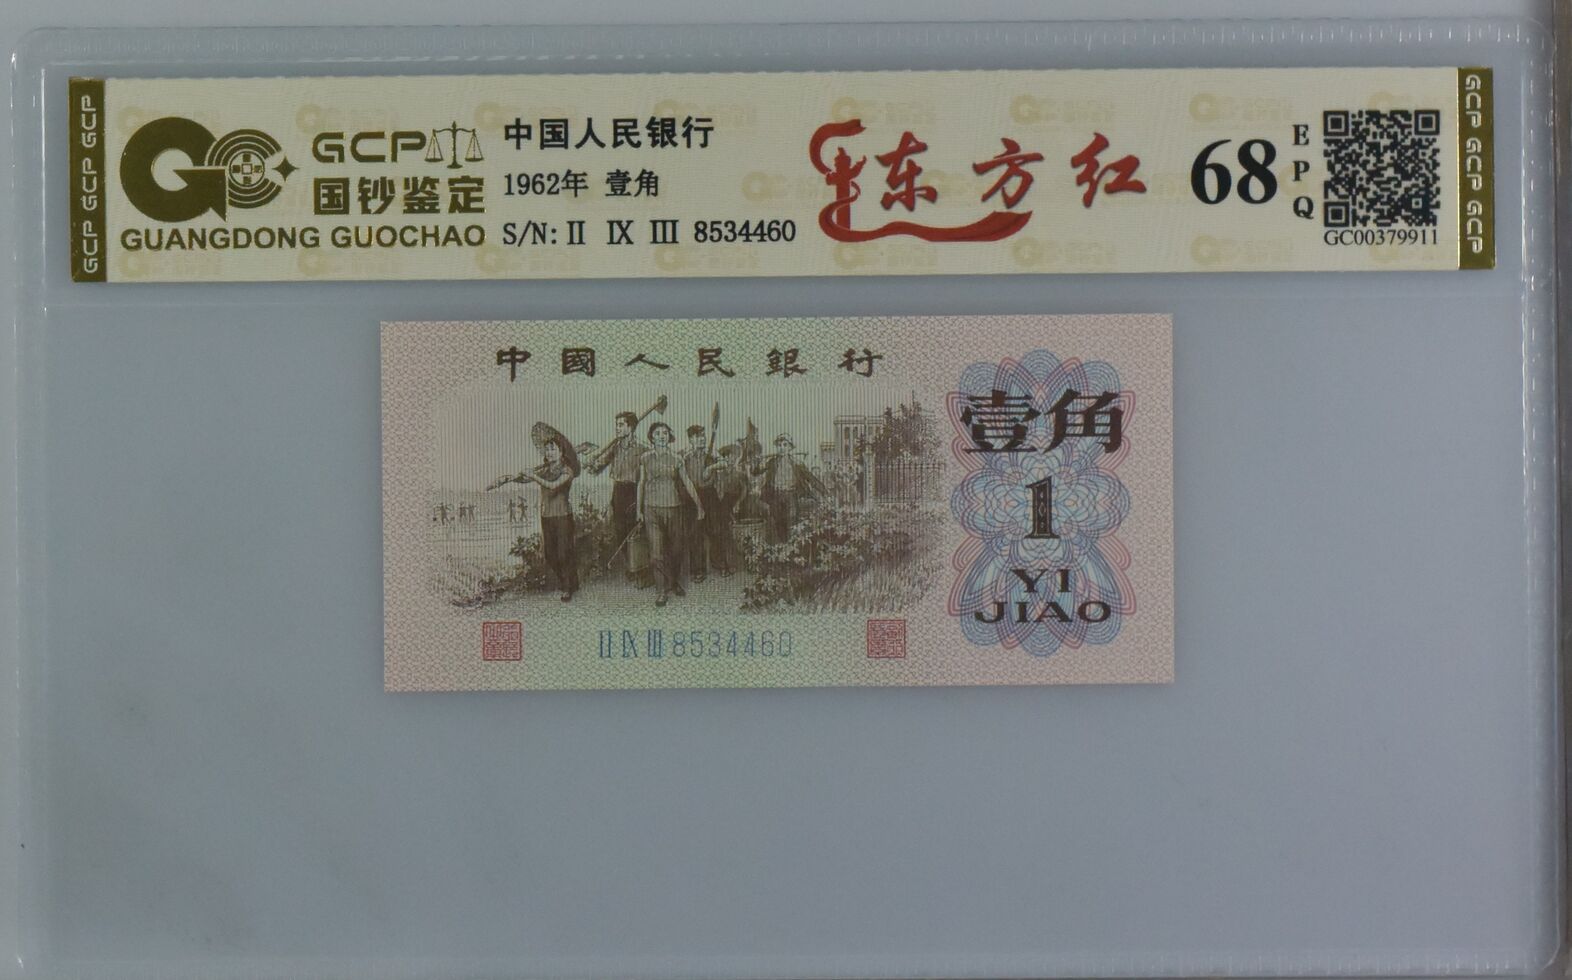 GCP GCP GCP
GCP
国钞鉴定
GUANGDONG GUOCHAO
中国人民银行
1962年 壹角
S/N: II IX III 8534460
东方红
68
EPQ
GC00379911
GCP GCP GCP
中國人民銀行
壹角
1
YI
JIAO
II IX III 8534460